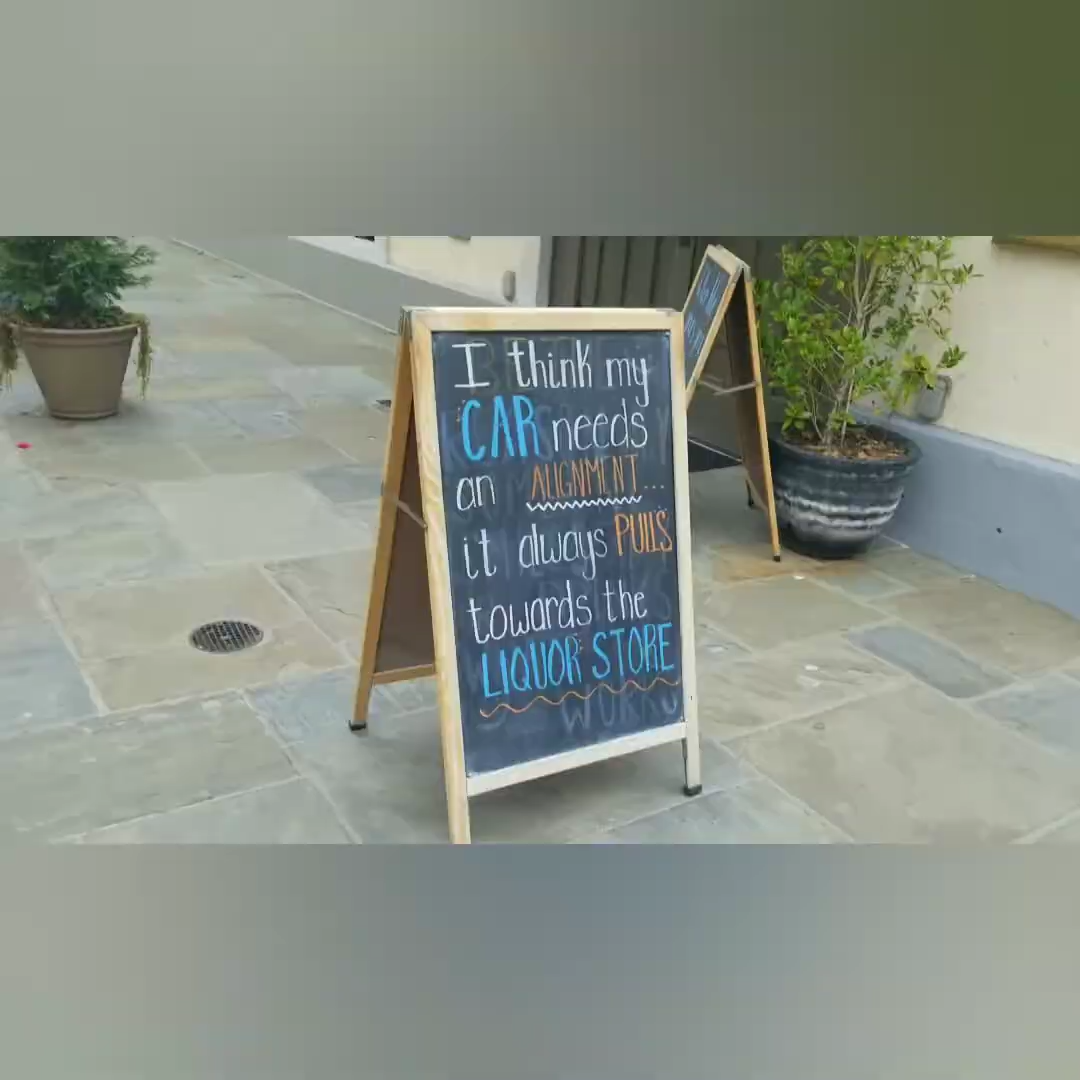 I think my
CAR needs
an ALIGNMENT...
it always PULLS
towards the
LIQUOR STORE